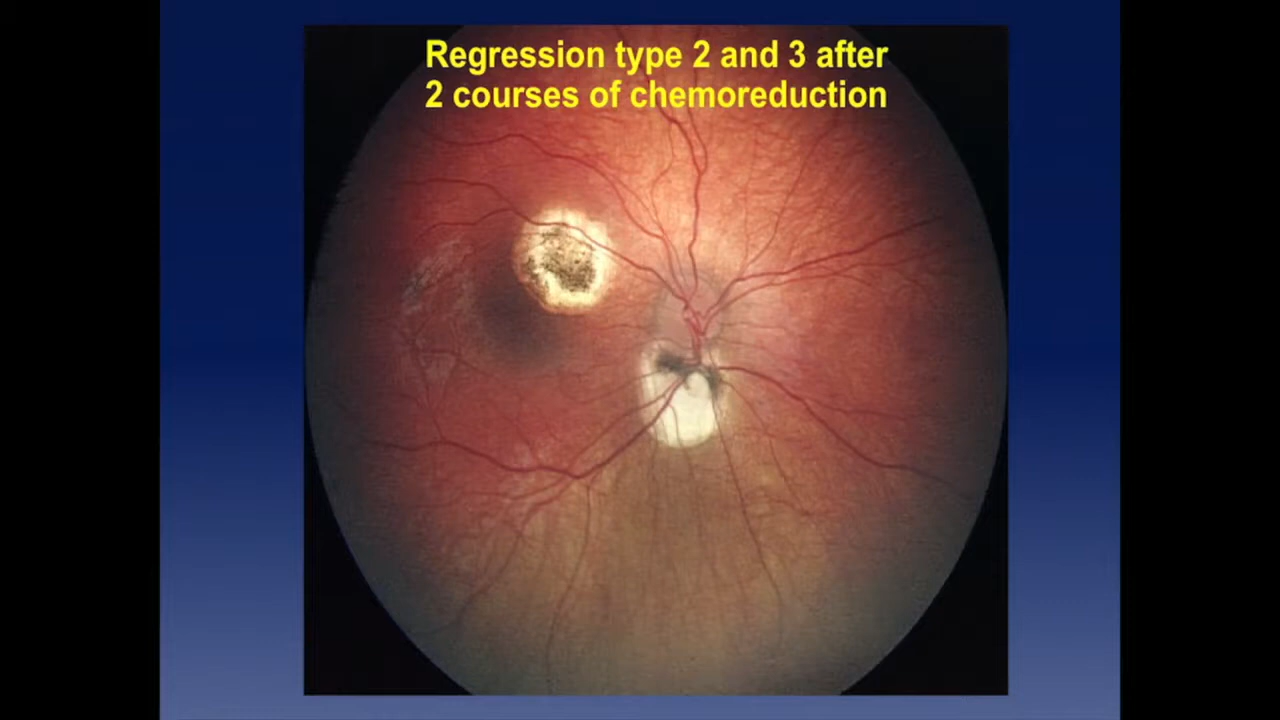 Regression type 2 and 3 after
2 courses of chemoreduction